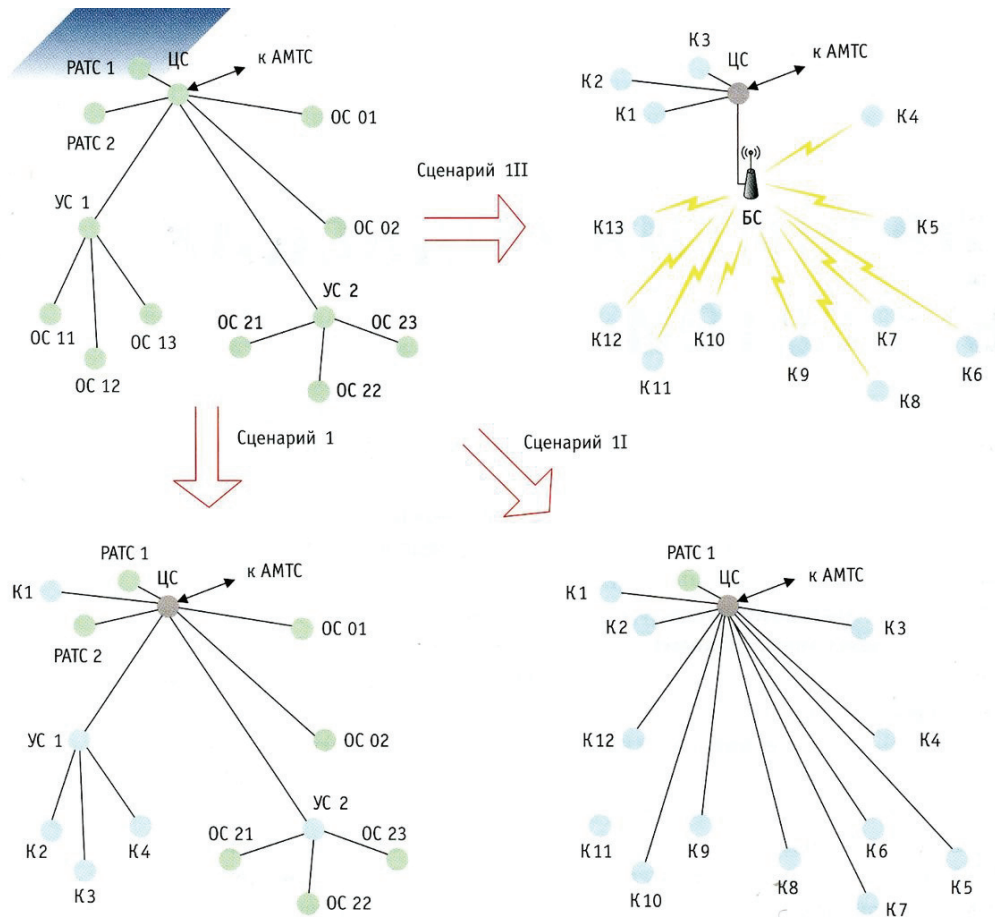 ЦС
к АМТС
РАТС 1
РАТС 2
ОС 01
УС 1
ОС 02
УС 2
ОС 11
ОС 13
ОС 12
ОС 21
ОС 23
ОС 22
Сценарий 1II
К3
ЦС
к АМТС
К2
К1
К4
БС
К13
К5
К12
К10
К7
К11
К9
К6
К8
Сценарий 1
Сценарий 1I
РАТС 1
ЦС
к АМТС
К1
РАТС 2
ОС 01
УС 1
ОС 02
УС 2
К2
К4
К3
ОС 21
ОС 23
ОС 22
РАТС 1
ЦС
к АМТС
К1
К2
К3
К12
К4
К11
К9
К6
К10
К8
К5
К7